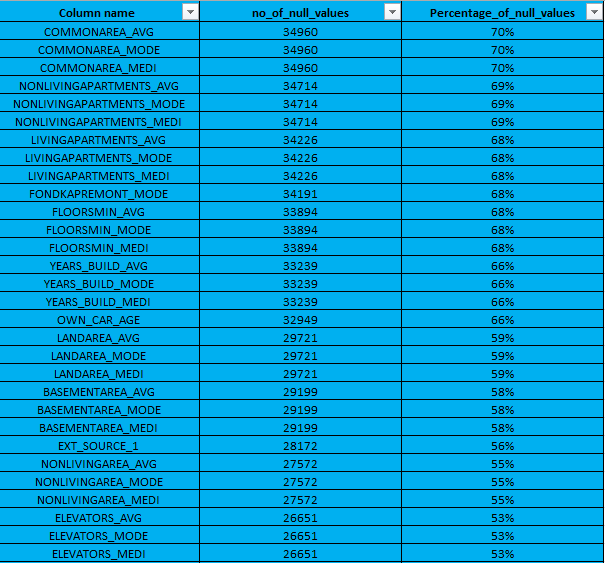 Column name no_of_null_values Percentage_of_null_values
COMMONAREA_AVG 34960 70%
COMMONAREA_MODE 34960 70%
COMMONAREA_MEDI 34960 70%
NONLIVINGAPARTMENTS_AVG 34714 69%
NONLIVINGAPARTMENTS_MODE 34714 69%
NONLIVINGAPARTMENTS_MEDI 34714 69%
LIVINGAPARTMENTS_AVG 34226 68%
LIVINGAPARTMENTS_MODE 34226 68%
LIVINGAPARTMENTS_MEDI 34226 68%
FONDKAPREMONT_MODE 34191 68%
FLOORSMIN_AVG 33894 68%
FLOORSMIN_MODE 33894 68%
FLOORSMIN_MEDI 33894 68%
YEARS_BUILD_AVG 33239 66%
YEARS_BUILD_MODE 33239 66%
YEARS_BUILD_MEDI 33239 66%
OWN_CAR_AGE 32949 66%
LANDAREA_AVG 29721 59%
LANDAREA_MODE 29721 59%
LANDAREA_MEDI 29721 59%
BASEMENTAREA_AVG 29199 58%
BASEMENTAREA_MODE 29199 58%
BASEMENTAREA_MEDI 29199 58%
EXT_SOURCE_1 28172 56%
NONLIVINGAREA_AVG 27572 55%
NONLIVINGAREA_MODE 27572 55%
NONLIVINGAREA_MEDI 27572 55%
ELEVATORS_AVG 26651 53%
ELEVATORS_MODE 26651 53%
ELEVATORS_MEDI 26651 53%